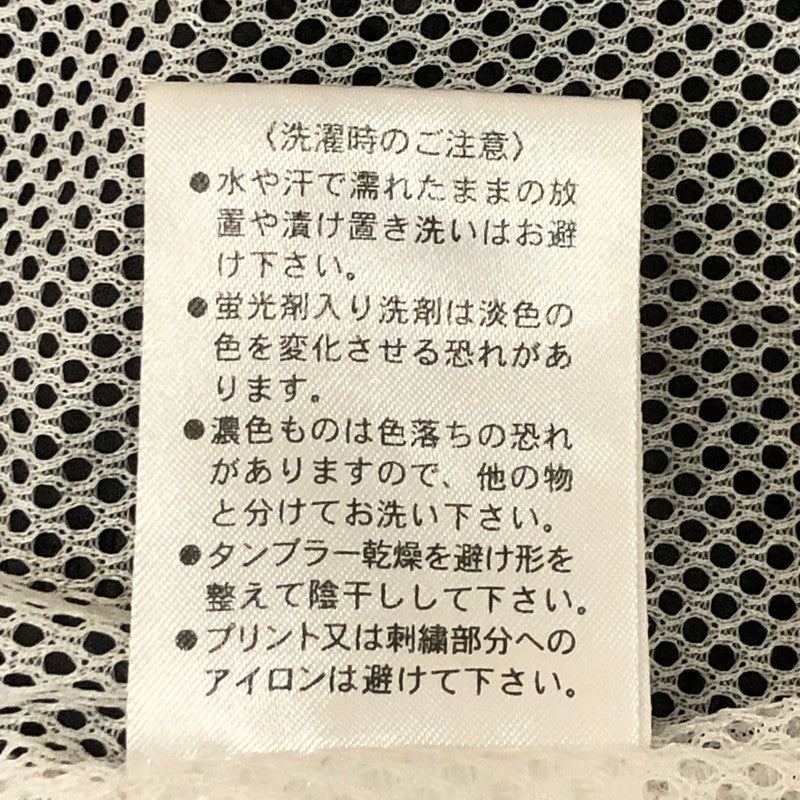 〈洗濯時のご注意〉
●水や汗で濡れたままの放
置や漬け置き洗いはお避
け下さい。
●蛍光剤入り洗剤は淡色の
色を変化させる恐れがあ
ります。
●濃色ものは色落ちの恐れ
がありますので、他の物
と分けてお洗い下さい。
●タンブラー乾燥を避け形を
整えて陰干しして下さい。
●プリント又は刺繍部分への
アイロンは避けて下さい。